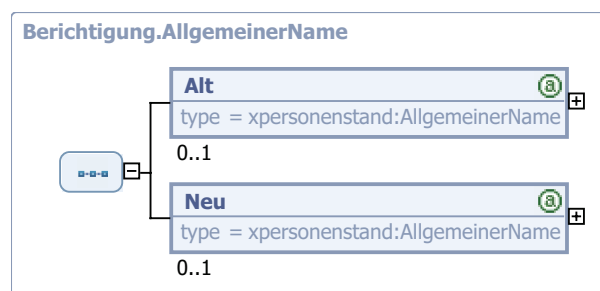 Berichtigung.AllgemeinerName
Alt
type = xpersonenstand:AllgemeinerName
0..1
Neu
type = xpersonenstand:AllgemeinerName
0..1